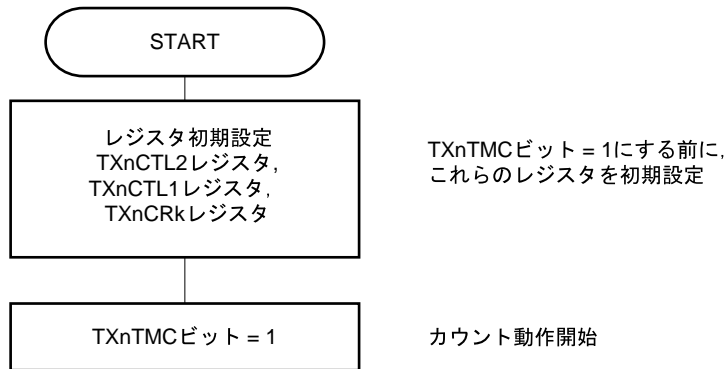 START
レジスタ初期設定
TXnCTL2レジスタ,
TXnCTL1レジスタ,
TXnCRkレジスタ
TXnTMCビット = 1にする前に,
これらのレジスタを初期設定
TXnTMCビット = 1
カウント動作開始